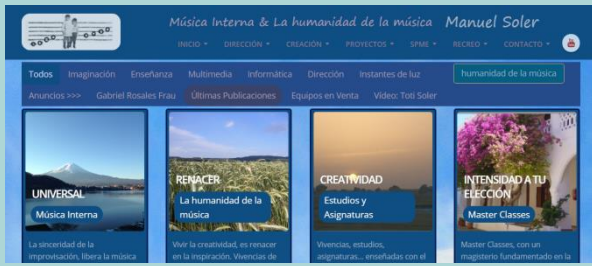 Música Interna & La humanidad de la música Manuel Soler
INICIO DIRECCIÓN CREACIÓN PROYECTOS SPME RECREO CONTACTO
Todos Imaginación Enseñanza Multimedia Informática Dirección Instantes de luz humanidad de la música
Anuncios >>> Gabriel Rosales Frau Últimas Publicaciones Equipos en Venta Vídeo: Toti Soler
UNIVERSAL
Música Interna
La sinceridad de la
improvisación, libera la música
RENACER
La humanidad de la
música
Vivir la creatividad, es renacer
en la inspiración. Vivencias de
CREATIVIDAD
Estudios y
Asignaturas
Vivencias, estudios,
asignaturas... enseñadas con el
INTENSIDAD A TU
ELECCIÓN
Master Classes
Master Classes, con un
magisterio fundamentado en la